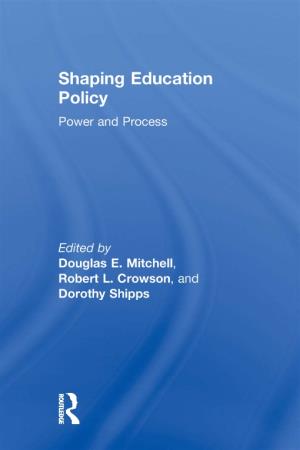 Shaping Education
Policy
Power and Process
Edited by
Douglas E. Mitchell,
Robert L. Crowson, and
Dorothy Shipps
ROUTLEDGE